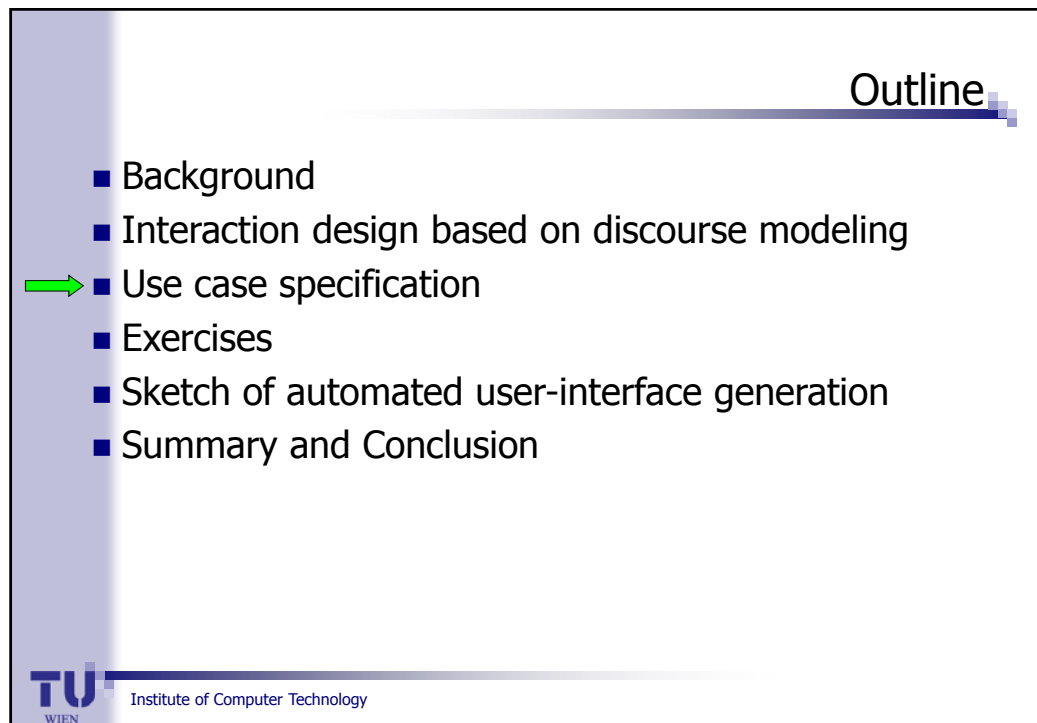 Outline
Background
Interaction design based on discourse modeling
Use case specification
Exercises
Sketch of automated user-interface generation
Summary and Conclusion
TU
WIEN
Institute of Computer Technology